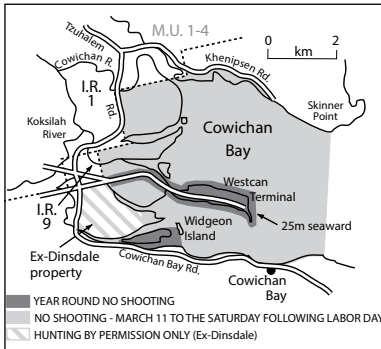 M.U. 1-4
0 2
km
Tzuhalem
Rd.
Cowichan R.
Khenipsen Rd.
I.R.
1
Skinner
Point
Koksilah
River
Cowichan
Bay
Westcan
Terminal
I.R.
9
25m seaward
Widgeon
Island
Ex-Dinsdale
property
Cowichan Bay Rd.
Cowichan
Bay
YEAR ROUND NO SHOOTING
NO SHOOTING - MARCH 11 TO THE SATURDAY FOLLOWING LABOR DAY
HUNTING BY PERMISSION ONLY (Ex-Dinsdale)